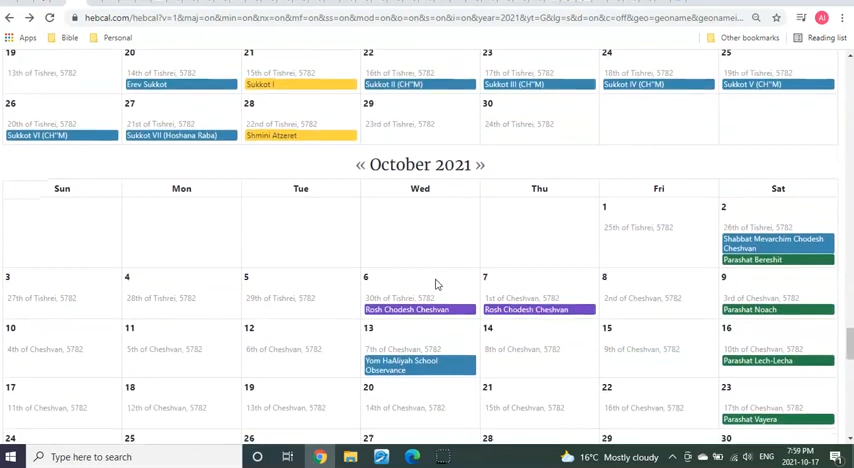 hebcal.com/hebcal?v=1&maj=on&min=on&nx=on&mf=on&ss=on&mod=on&o=on&s=on&i=on&year=2021&yt=G&lg=s&d=on&c=off&geo=geoname&geonamei...
AI
Apps Bible Personal Other bookmarks Reading list
19 20 21 22 23 24 25
13th of Tishrei, 5782 14th of Tishrei, 5782 15th of Tishrei, 5782 16th of Tishrei, 5782 17th of Tishrei, 5782 18th of Tishrei, 5782 19th of Tishrei, 5782
Erev Sukkot Sukkot I Sukkot II (CH"M) Sukkot III (CH"M) Sukkot IV (CH"M) Sukkot V (CH"M)
26 27 28 29 30
20th of Tishrei, 5782 21st of Tishrei, 5782 22nd of Tishrei, 5782 23rd of Tishrei, 5782 24th of Tishrei, 5782
Sukkot VI (CH"M) Sukkot VII (Hoshana Raba) Shmini Atzeret
« October 2021 »
Sun Mon Tue Wed Thu Fri Sat
1 2
25th of Tishrei, 5782 26th of Tishrei, 5782
Shabbat Mevarchim Chodesh
Cheshvan
Parashat Bereshit
3 4 5 6 7 8 9
27th of Tishrei, 5782 28th of Tishrei, 5782 29th of Tishrei, 5782 30th of Tishrei, 5782 1st of Cheshvan, 5782 2nd of Cheshvan, 5782 3rd of Cheshvan, 5782
Rosh Chodesh Cheshvan Rosh Chodesh Cheshvan Parashat Noach
10 11 12 13 14 15 16
4th of Cheshvan, 5782 5th of Cheshvan, 5782 6th of Cheshvan, 5782 7th of Cheshvan, 5782 8th of Cheshvan, 5782 9th of Cheshvan, 5782 10th of Cheshvan, 5782
Yom HaAliyah School Parashat Lech-Lecha
Observance
17 18 19 20 21 22 23
11th of Cheshvan, 5782 12th of Cheshvan, 5782 13th of Cheshvan, 5782 14th of Cheshvan, 5782 15th of Cheshvan, 5782 16th of Cheshvan, 5782 17th of Cheshvan, 5782
Parashat Vayera
24 25 26 27 28 29 30
Type here to search 16°C Mostly cloudy ENG 7:59 PM
2021-10-17